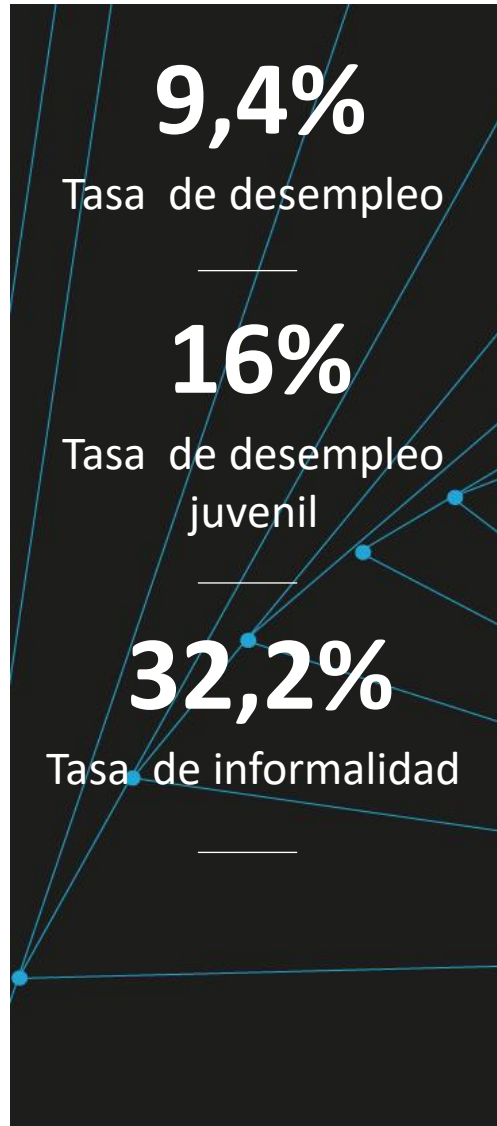 9,4%
Tasa de desempleo
16%
Tasa de desempleo
juvenil
32,2%
Tasa de informalidad